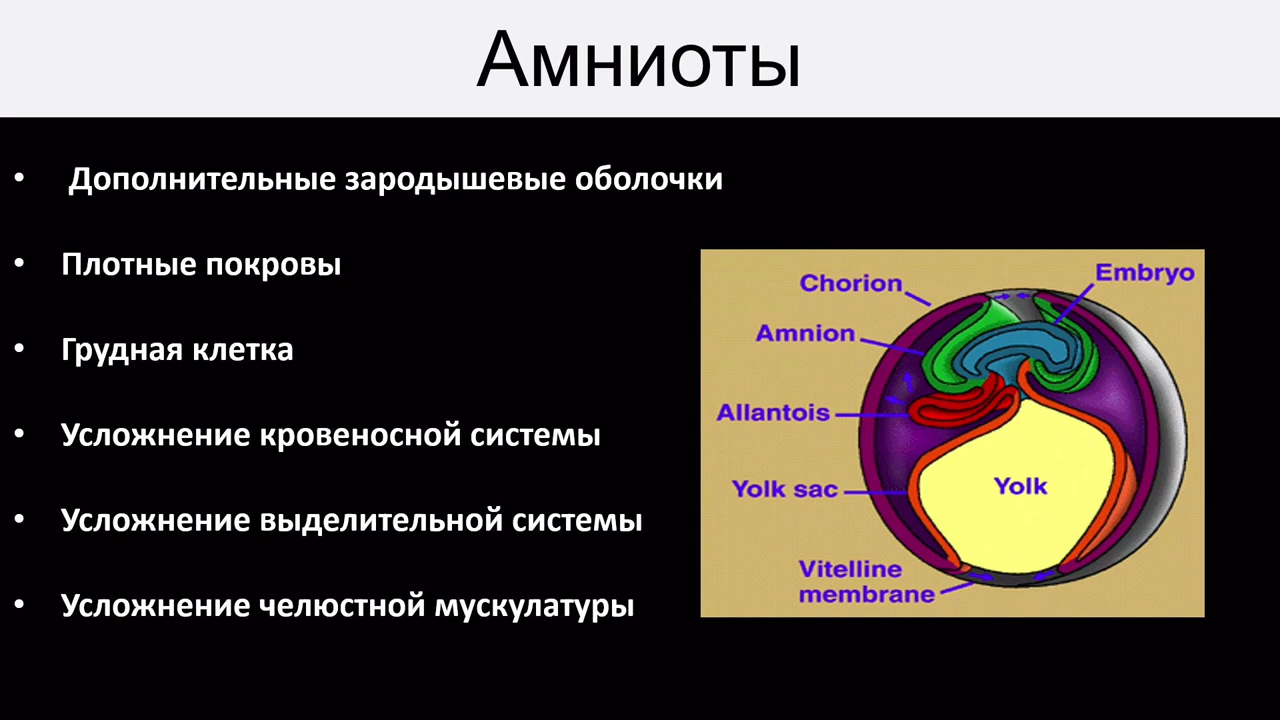 Амниоты
• Дополнительные зародышевые оболочки
• Плотные покровы
• Грудная клетка
• Усложнение кровеносной системы
• Усложнение выделительной системы
• Усложнение челюстной мускулатуры
Chorion
Embryo
Amnion
Allantois
Yolk sac
Yolk
Vitelline
membrane